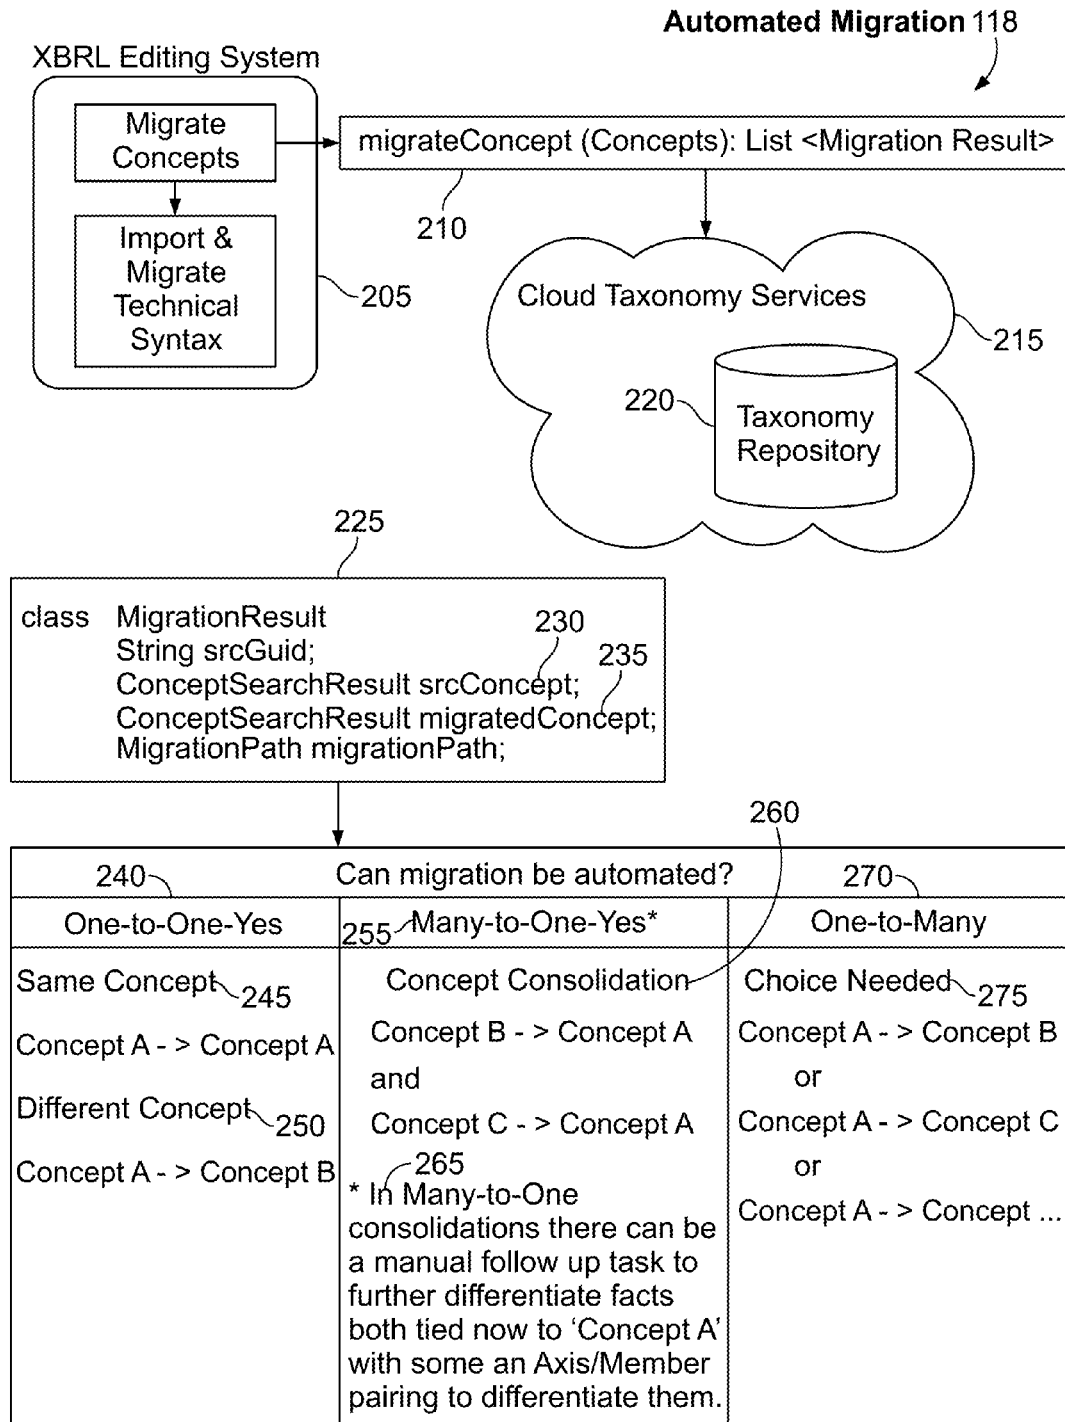 Automated Migration 118
XBRL Editing System
Migrate
Concepts
migrateConcept (Concepts): List <Migration Result>
210
Import &
Migrate
Technical
Syntax
205
Cloud Taxonomy Services
215
220
Taxonomy
Repository
225
class MigrationResult
230
String srcGuid;
235
ConceptSearchResult srcConcept;
ConceptSearchResult migratedConcept;
MigrationPath migrationPath;
260
240
Can migration be automated?
270
One-to-One-Yes
255
Many-to-One-Yes*
One-to-Many
Same Concept
245
Concept A - > Concept A
Different Concept
250
Concept A - > Concept B
Concept Consolidation
Concept B - > Concept A
and
Concept C - > Concept A
265
* In Many-to-One
consolidations there can be
a manual follow up task to
further differentiate facts
both tied now to ‘Concept A’
with some an Axis/Member
pairing to differentiate them.
Choice Needed
275
Concept A - > Concept B
or
Concept A - > Concept C
or
Concept A - > Concept ...